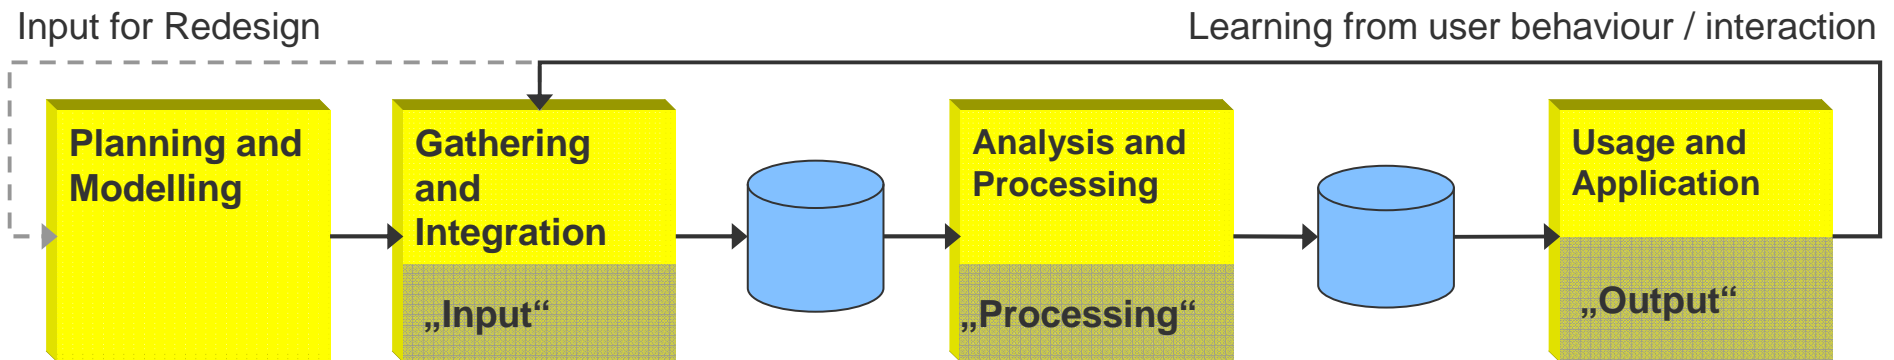 Input for Redesign
Learning from user behaviour / interaction
Planning and
Modelling
Gathering
and
Integration
„Input“
Analysis and
Processing
„Processing“
Usage and
Application
„Output“